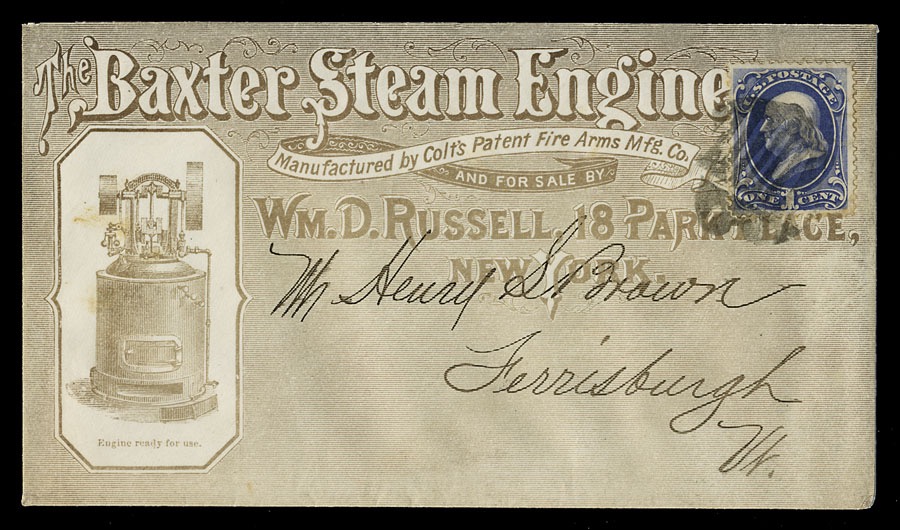 The Baxter Steam Engine
Manufactured by Colt's Patent Fire Arms Mfg. Co.
AND FOR SALE BY
WM. D. RUSSELL, 18 PARK PLACE,
NEW YORK.
U.S. POSTAGE
ONE 1 CENT
Mr Henry S Brown
Ferrisburgh
Vt.
Engine ready for use.